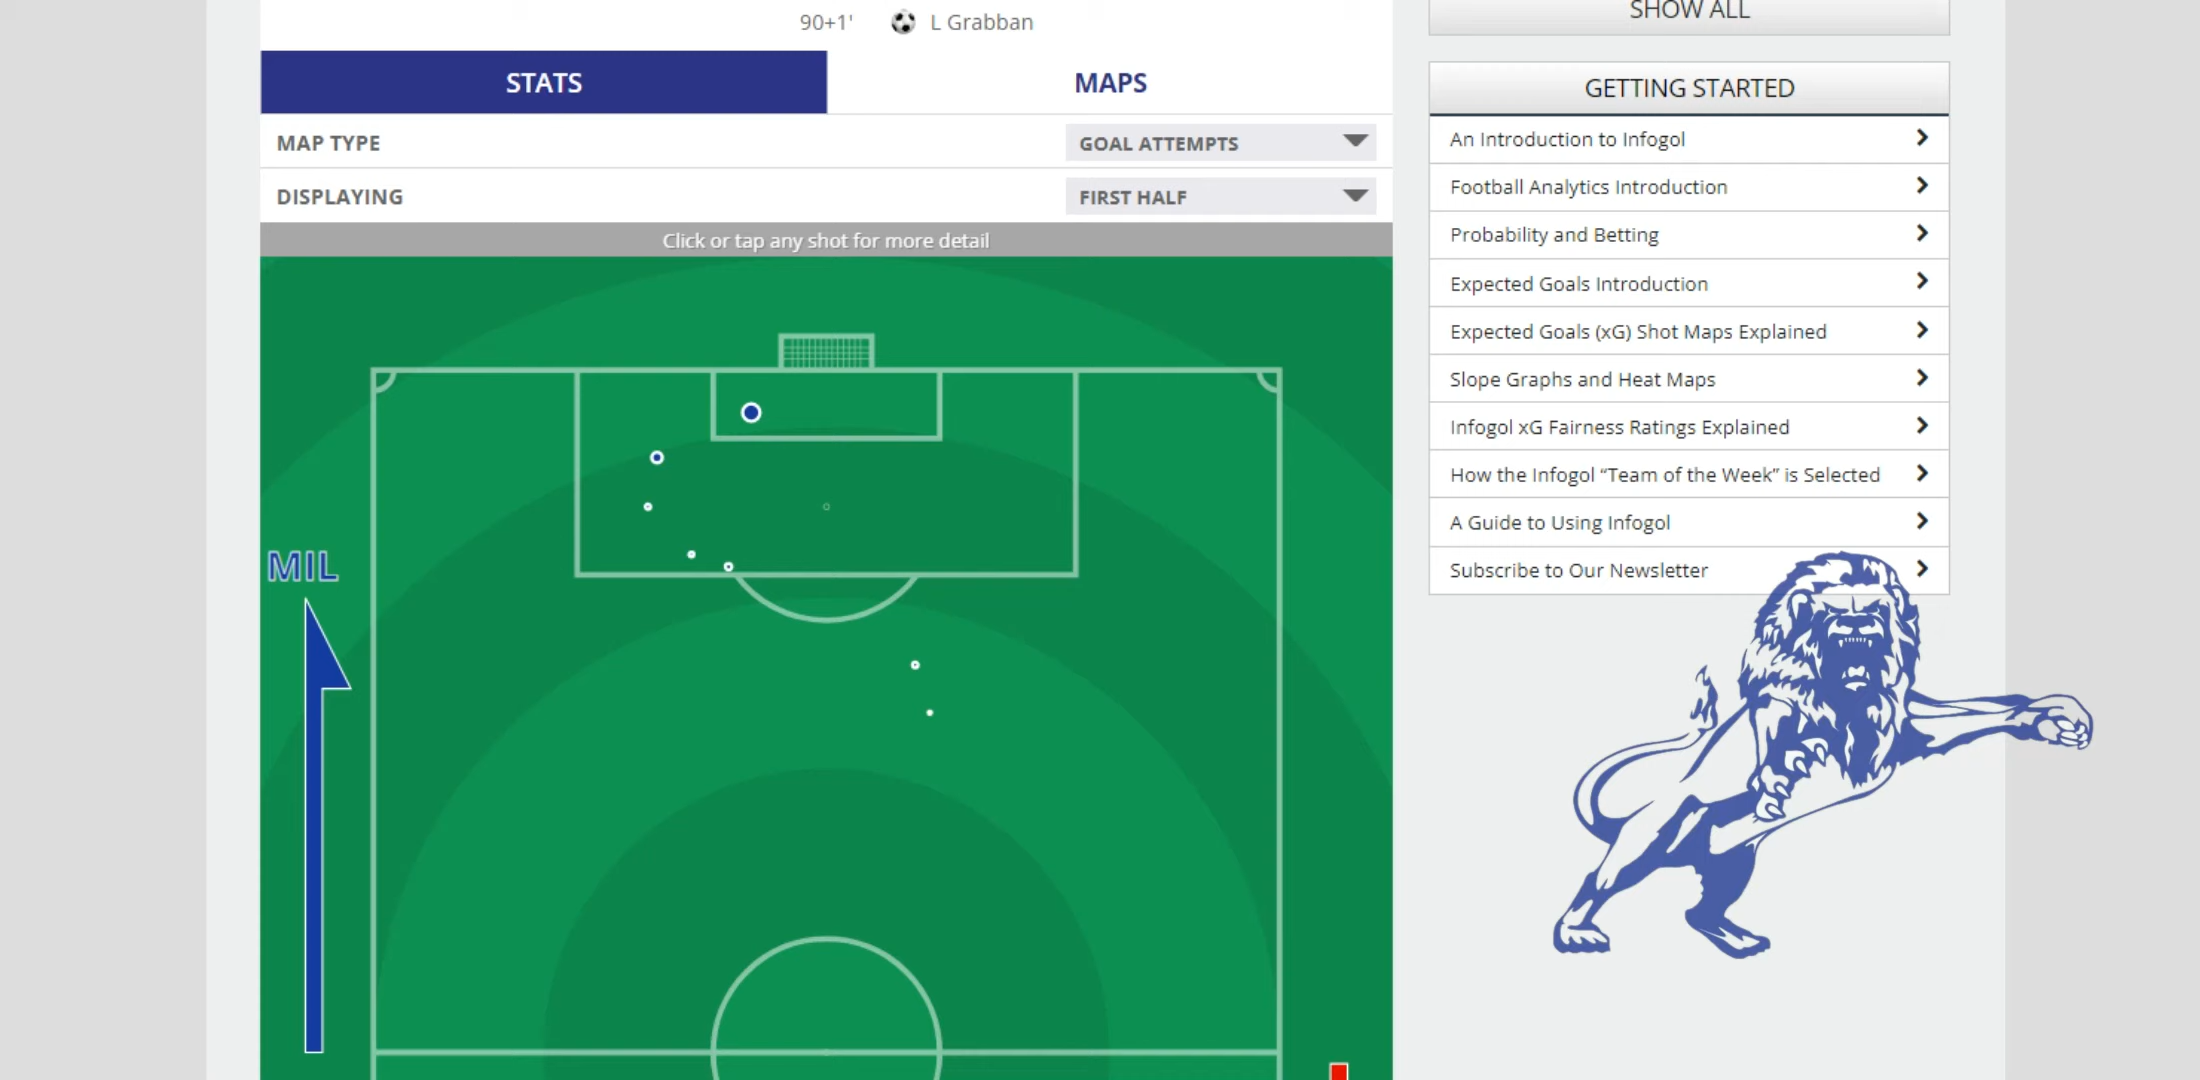 SHOW ALL
90+1' L Grabban
STATS MAPS
MAP TYPE GOAL ATTEMPTS
DISPLAYING FIRST HALF
Click or tap any shot for more detail
MIL
GETTING STARTED
An Introduction to Infogol
Football Analytics Introduction
Probability and Betting
Expected Goals Introduction
Expected Goals (xG) Shot Maps Explained
Slope Graphs and Heat Maps
Infogol xG Fairness Ratings Explained
How the Infogol “Team of the Week” is Selected
A Guide to Using Infogol
Subscribe to Our Newsletter